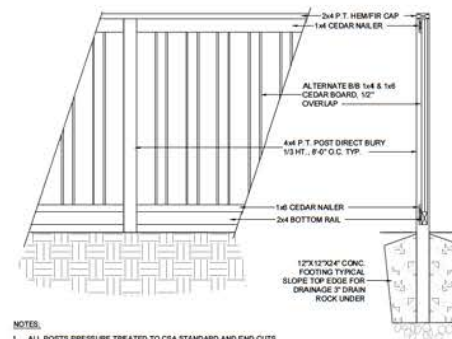 2x4 P.T. HEM/FIR CAP
1x4 CEDAR NAILER
ALTERNATE B/B 1x4 & 1x6
CEDAR BOARD, 1/2"
OVERLAP
4x4 P.T. POST DIRECT BURY
1/3 HT., 8'-0" O.C. TYP.
1x6 CEDAR NAILER
2x4 BOTTOM RAIL
12"X12"X24" CONC.
FOOTING TYPICAL
SLOPE TOP EDGE FOR
DRAINAGE 3" DRAIN
ROCK UNDER
NOTES:
1. ALL POSTS PRESSURE TREATED TO CSA STANDARD AND END CUTS